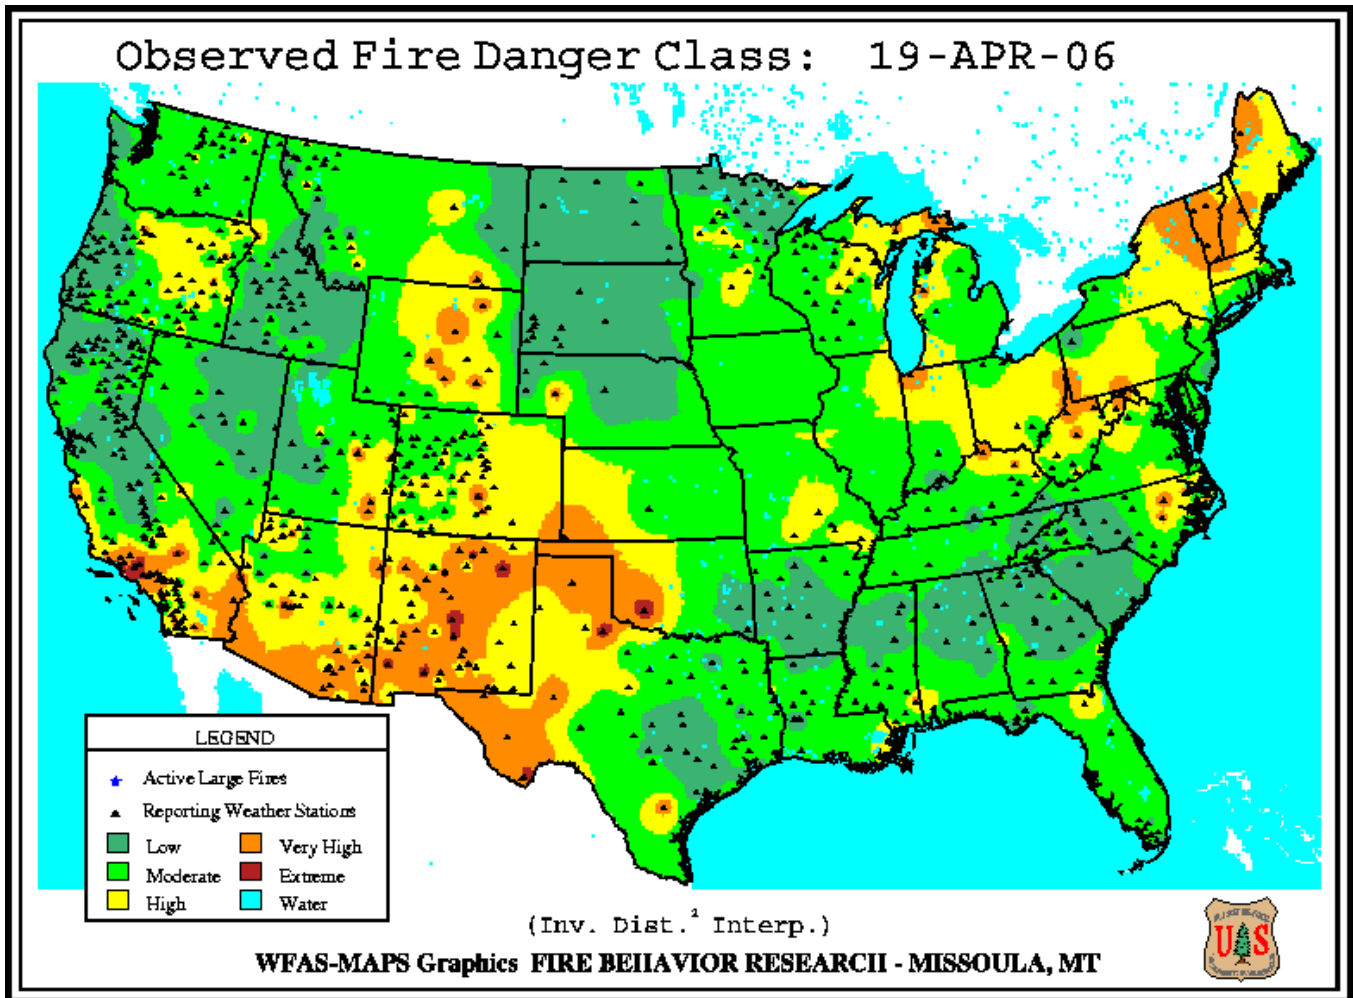 Observed Fire Danger Class: 19-APR-06
LEGEND
Active Large Fires
Reporting Weather Stations
Low
Very High
Moderate
Extreme
High
Water
(Inv. Dist.² Interp.)
WFAS-MAPS Graphics FIRE BEHAVIOR RESEARCH - MISSOULA, MT
U S